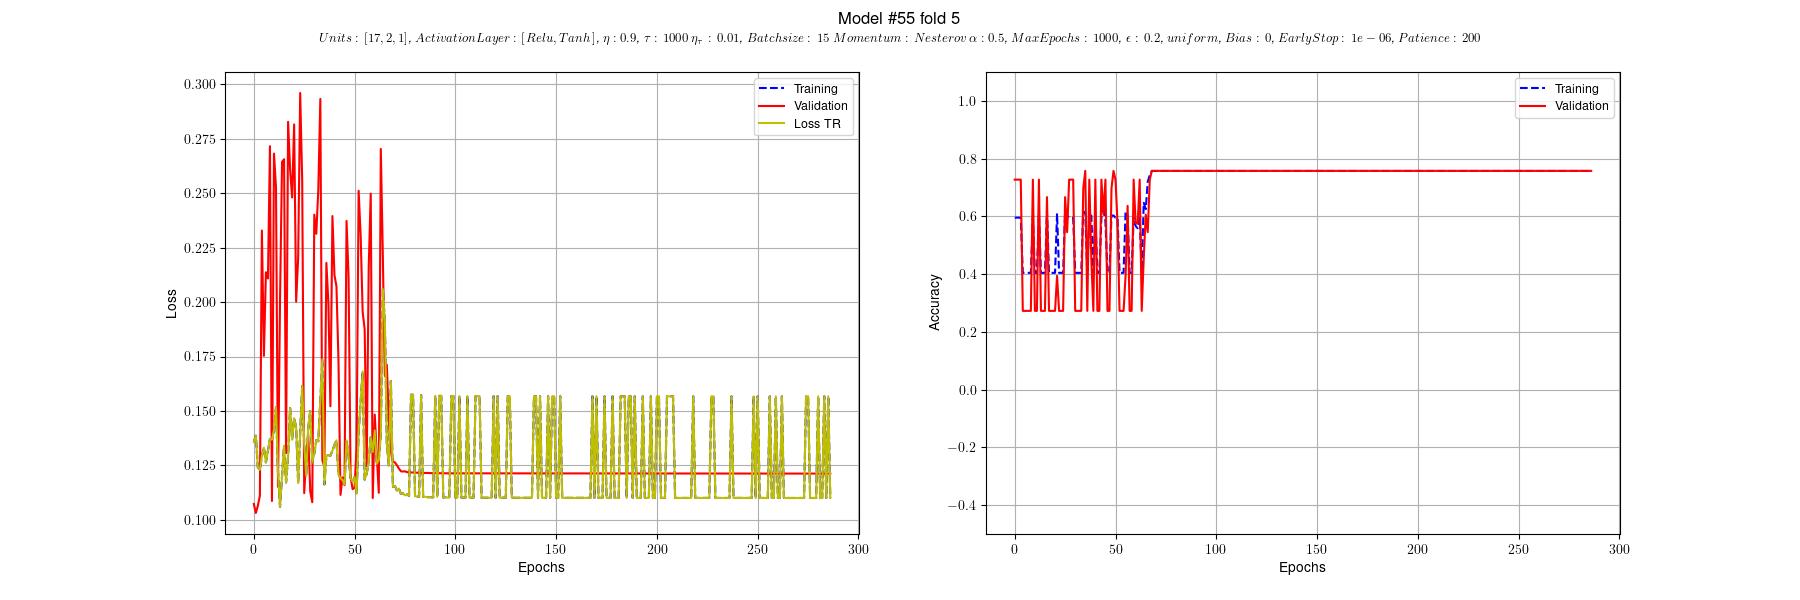 Model #55 fold 5
Units : [17, 2, 1], ActivationLayer : [Relu, Tanh], η : 0.9, τ : 1000 ητ : 0.01, Batchsize : 15 Momentum : Nesterov α : 0.5, MaxEpochs : 1000, ϵ : 0.2, uniform, Bias : 0, EarlyStop : 1e − 06, Patience : 200
Loss
0.300
0.275
0.250
0.225
0.200
0.175
0.150
0.125
0.100
Training
Validation
Loss TR
0 50 100 150 200 250 300
Epochs
Accuracy
1.0
0.8
0.6
0.4
0.2
0.0
−0.2
−0.4
Training
Validation
0 50 100 150 200 250 300
Epochs